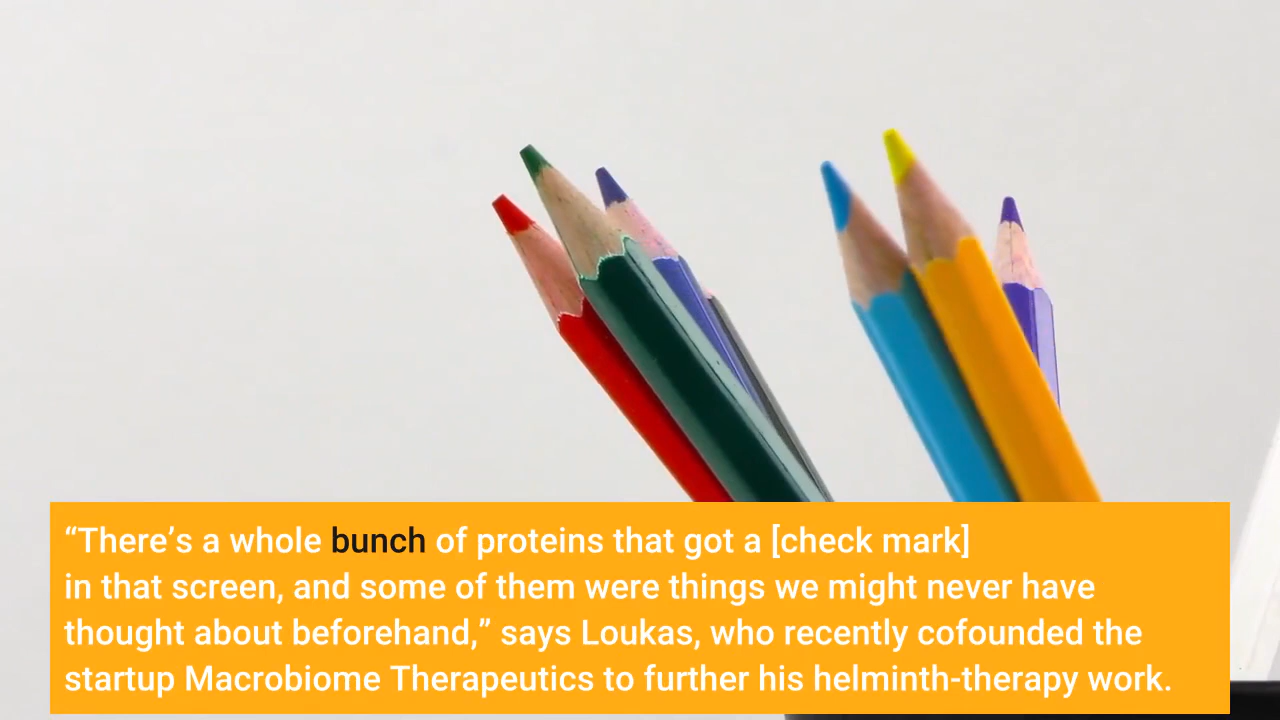 “There’s a whole bunch of proteins that got a [check mark]
in that screen, and some of them were things we might never have
thought about beforehand,” says Loukas, who recently cofounded the
startup Macrobiome Therapeutics to further his helminth-therapy work.